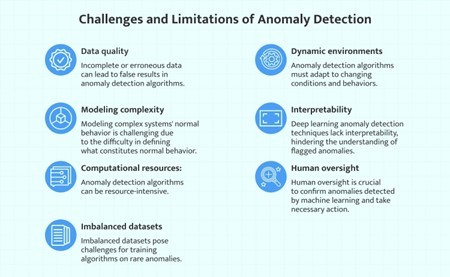 Challenges and Limitations of Anomaly Detection
Data quality
Incomplete or erroneous data
can lead to false results in
anomaly detection algorithms.
Modeling complexity
Modeling complex systems' normal
behavior is challenging due
to the difficulty in defining
what constitutes normal behavior.
Computational resources:
Anomaly detection algorithms
can be resource-intensive.
Imbalanced datasets
Imbalanced datasets pose
challenges for training
algorithms on rare anomalies.
Dynamic environments
Anomaly detection algorithms
must adapt to changing
conditions and behaviors.
Interpretability
Deep learning anomaly detection
techniques lack interpretability,
hindering the understanding of
flagged anomalies.
Human oversight
Human oversight is crucial
to confirm anomalies detected
by machine learning and take
necessary action.